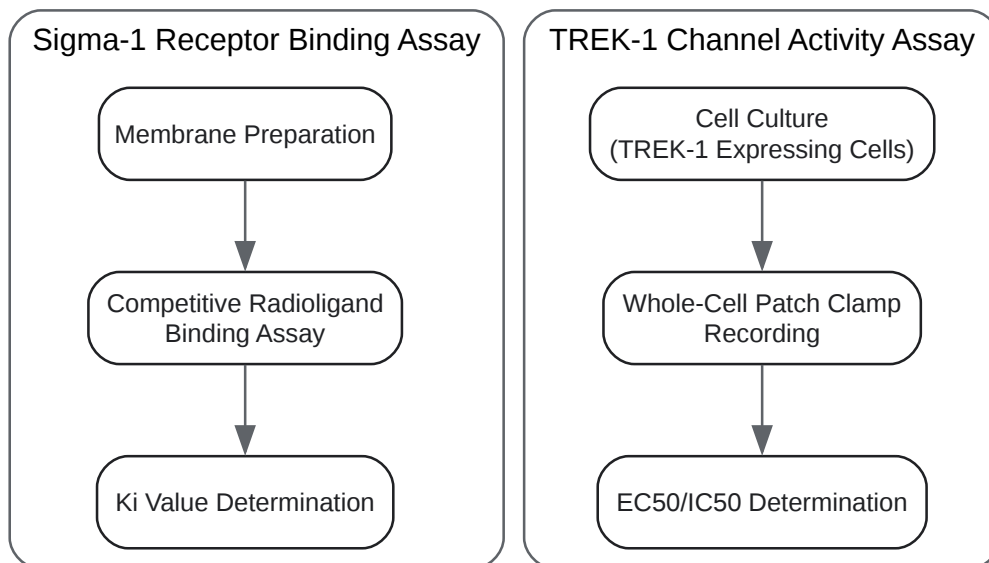 Sigma-1 Receptor Binding Assay
Membrane Preparation
Competitive Radioligand
Binding Assay
Ki Value Determination
TREK-1 Channel Activity Assay
Cell Culture
(TREK-1 Expressing Cells)
Whole-Cell Patch Clamp
Recording
EC50/IC50 Determination